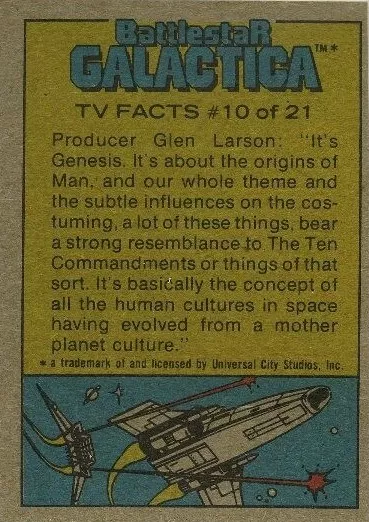 BattlestaR
GALACTICA™*
TV FACTS #10 of 21
Producer Glen Larson: "It's
Genesis. It's about the origins of
Man, and our whole theme and
the subtle influences on the cos-
tuming, a lot of these things, bear
a strong resemblance to The Ten
Commandments or things of that
sort. It's basically the concept of
all the human cultures in space
having evolved from a mother
planet culture."
* a trademark of and licensed by Universal City Studios, Inc.